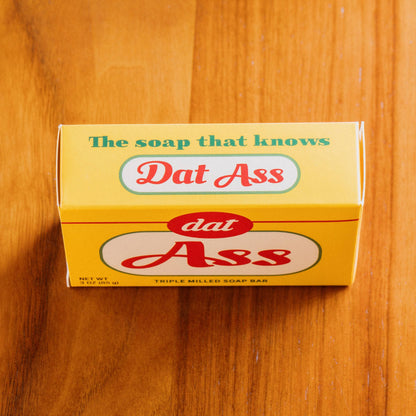 The soap that knows
Dat Ass
dat
Ass
NET WT
3 OZ (85 g)
TRIPLE MILLED SOAP BAR